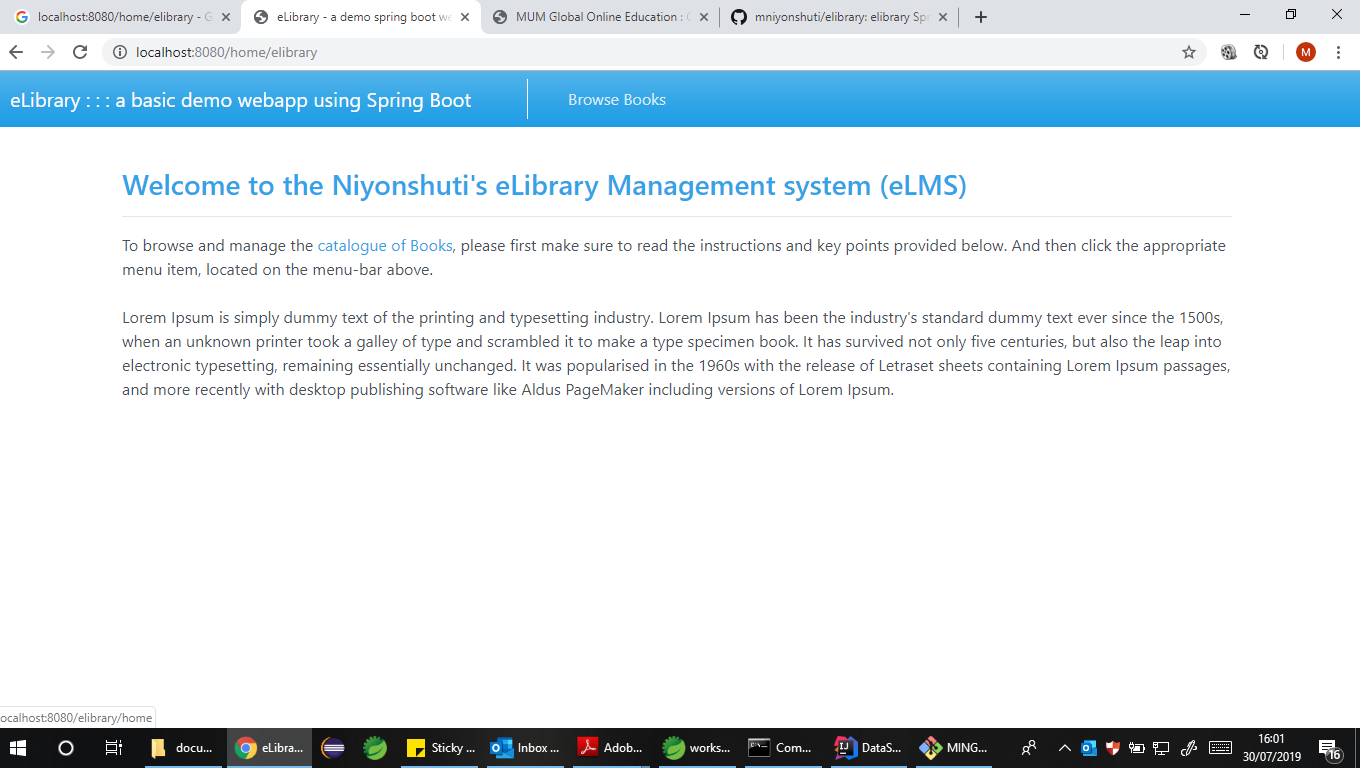 localhost:8080/home/elibrary - G
eLibrary - a demo spring boot we
MUM Global Online Education :
mniyonshuti/elibrary: elibrary Spr
localhost:8080/home/elibrary
M
eLibrary : : : a basic demo webapp using Spring Boot
Browse Books
Welcome to the Niyonshuti's eLibrary Management system (eLMS)
To browse and manage the catalogue of Books, please first make sure to read the instructions and key points provided below. And then click the appropriate
menu item, located on the menu-bar above.
Lorem Ipsum is simply dummy text of the printing and typesetting industry. Lorem Ipsum has been the industry's standard dummy text ever since the 1500s,
when an unknown printer took a galley of type and scrambled it to make a type specimen book. It has survived not only five centuries, but also the leap into
electronic typesetting, remaining essentially unchanged. It was popularised in the 1960s with the release of Letraset sheets containing Lorem Ipsum passages,
and more recently with desktop publishing software like Aldus PageMaker including versions of Lorem Ipsum.
ocalhost:8080/elibrary/home
docu...
eLibra...
Sticky ...
Inbox ...
Adob...
works...
Com...
DataS...
MING...
16:01
30/07/2019
16